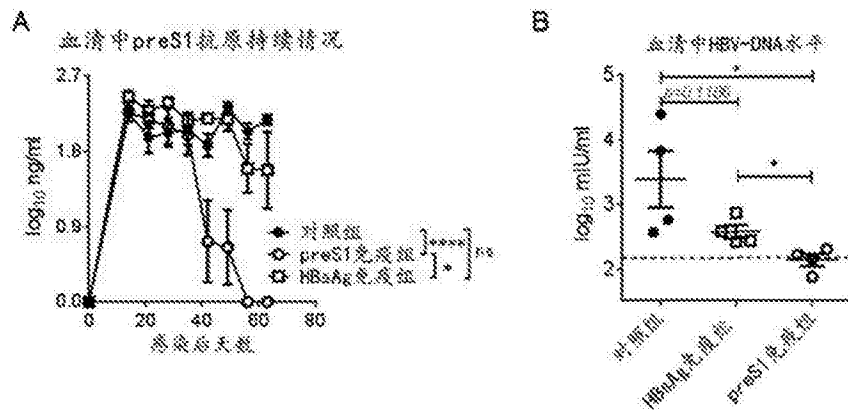 A
血清中preS1抗原持续情况
log₁₀ ng/ml
2.7
1.8
0.9
0.0
0
20
40
60
80
感染后天数
对照组
preS1免疫组
HBsAg免疫组
****
*
ns
B
血清中HBV-DNA水平
log₁₀ mIU/ml
5
4
3
2
*
*
对照组
HBsAg免疫组
preS1免疫组